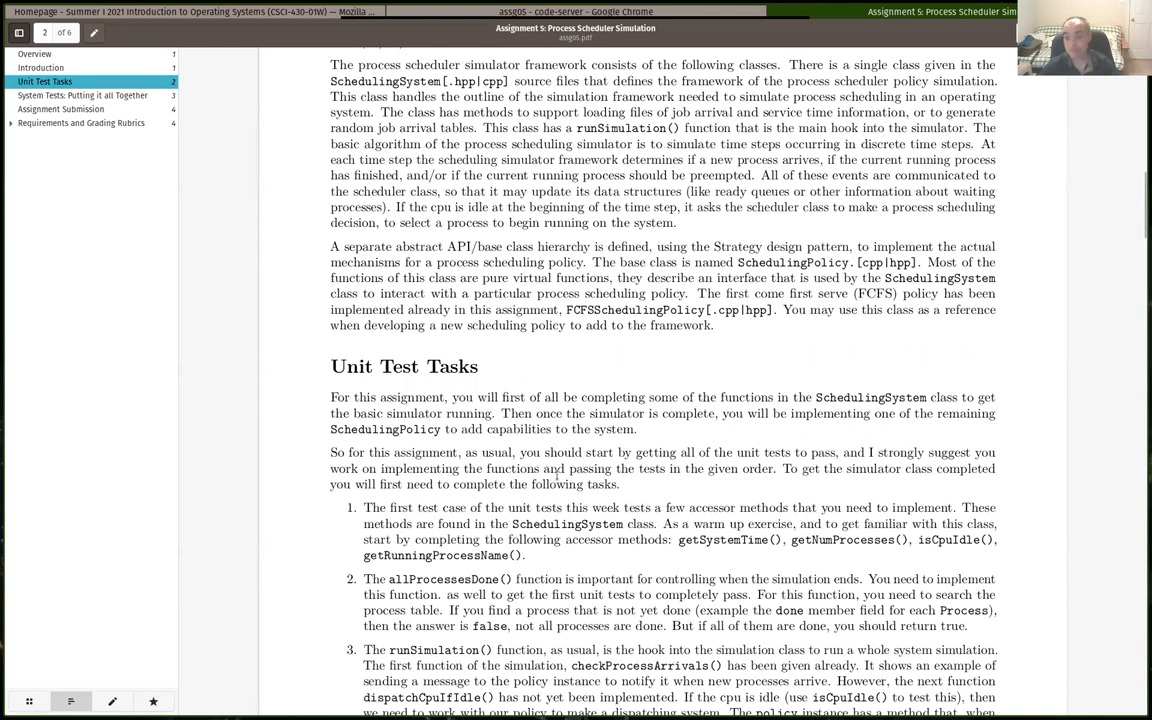 Homepage - Summer I 2021 Introduction to Operating Systems (CSCI-430-01W) — Mozilla ...
assg05 - code-server - Google Chrome
Assignment 5: Process Scheduler Sim
2 of 6
Assignment 5: Process Scheduler Simulation
assg05.pdf
Overview 1
Introduction 1
Unit Test Tasks 2
System Tests: Putting it all Together 3
Assignment Submission 4
Requirements and Grading Rubrics 4
The process scheduler simulator framework consists of the following classes. There is a single class given in the
SchedulingSystem[.hpp|cpp] source files that defines the framework of the process scheduler policy simulation.
This class handles the outline of the simulation framework needed to simulate process scheduling in an operating
system. The class has methods to support loading files of job arrival and service time information, or to generate
random job arrival tables. This class has a runSimulation() function that is the main hook into the simulator. The
basic algorithm of the process scheduling simulator is to simulate time steps occurring in discrete time steps. At
each time step the scheduling simulator framework determines if a new process arrives, if the current running process
has finished, and/or if the current running process should be preempted. All of these events are communicated to
the scheduler class, so that it may update its data structures (like ready queues or other information about waiting
processes). If the cpu is idle at the beginning of the time step, it asks the scheduler class to make a process scheduling
decision, to select a process to begin running on the system.
A separate abstract API/base class hierarchy is defined, using the Strategy design pattern, to implement the actual
mechanisms for a process scheduling policy. The base class is named SchedulingPolicy.[cpp|hpp]. Most of the
functions of this class are pure virtual functions, they describe an interface that is used by the SchedulingSystem
class to interact with a particular process scheduling policy. The first come first serve (FCFS) policy has been
implemented already in this assignment, FCFSSchedulingPolicy[.cpp|hpp]. You may use this class as a reference
when developing a new scheduling policy to add to the framework.
Unit Test Tasks
For this assignment, you will first of all be completing some of the functions in the SchedulingSystem class to get
the basic simulator running. Then once the simulator is complete, you will be implementing one of the remaining
SchedulingPolicy to add capabilities to the system.
So for this assignment, as usual, you should start by getting all of the unit tests to pass, and I strongly suggest you
work on implementing the functions and passing the tests in the given order. To get the simulator class completed
you will first need to complete the following tasks.
1. The first test case of the unit tests this week tests a few accessor methods that you need to implement. These
methods are found in the SchedulingSystem class. As a warm up exercise, and to get familiar with this class,
start by completing the following accessor methods: getSystemTime(), getNumProcesses(), isCpuIdle(),
getRunningProcessName().
2. The allProcessesDone() function is important for controlling when the simulation ends. You need to implement
this function. as well to get the first unit tests to completely pass. For this function, you need to search the
process table. If you find a process that is not yet done (example the done member field for each Process),
then the answer is false, not all processes are done. But if all of them are done, you should return true.
3. The runSimulation() function, as usual, is the hook into the simulation class to run a whole system simulation.
The first function of the simulation, checkProcessArrivals() has been given already. It shows an example of
sending a message to the policy instance to notify it when new processes arrive. However, the next function
dispatchCpuIfIdle() has not yet been implemented. If the cpu is idle (use isCpuIdle() to test this), then
we need to work with our policy to make a dispatching system. The policy instance has a method that, when